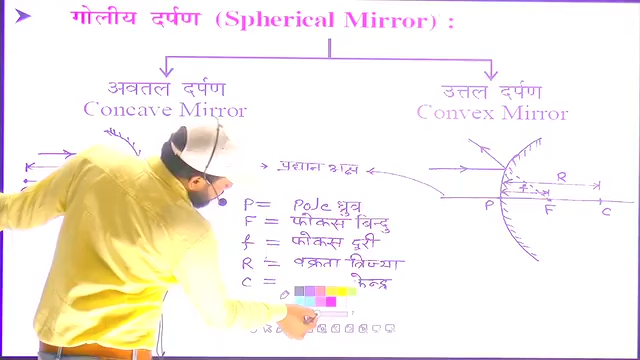 गोलीय दर्पण (Spherical Mirror) :
अवतल दर्पण
Concave Mirror
उत्तल दर्पण
Convex Mirror
प्रधान अक्ष
R
f
P
F
C
P = Pole ध्रुव
F = फोकस बिन्दु
f = फोकस दूरी
R = वक्रता त्रिज्या
C = केन्द्र